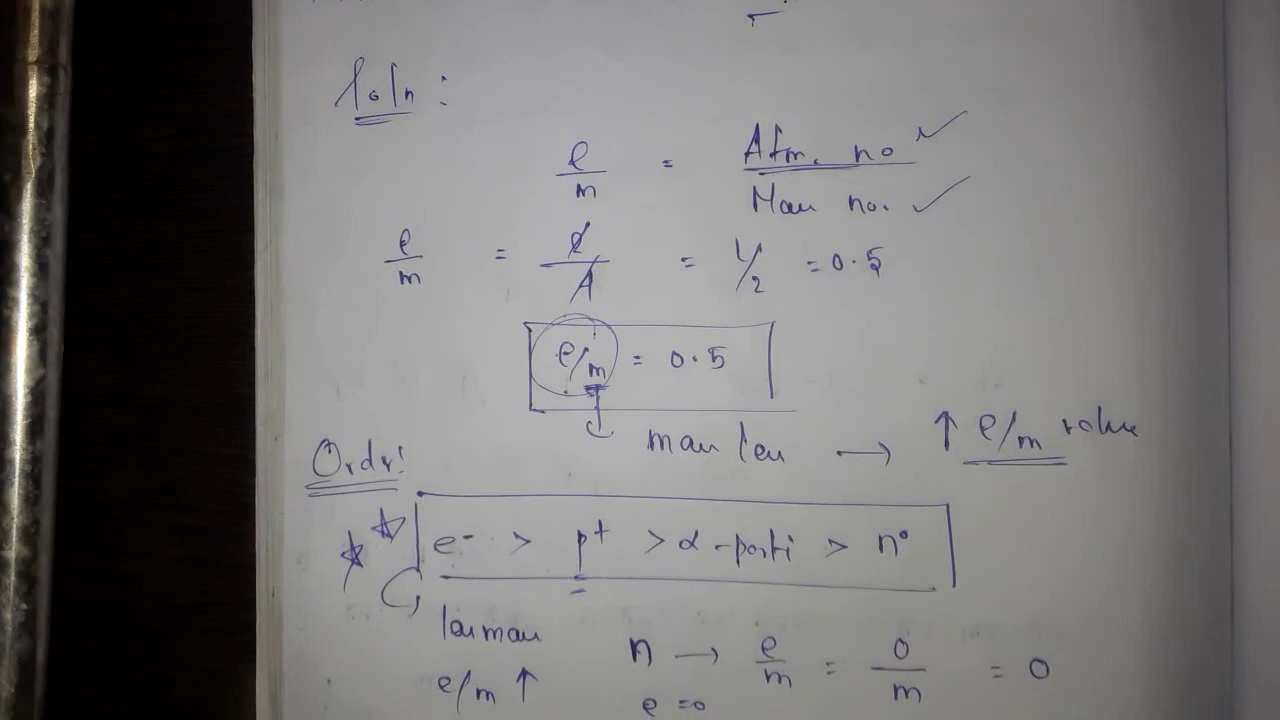 Soln:
e/m = Atm. no / Mass no.
e/m = e/A = 1/2 = 0.5
e/m = 0.5
mass less → ↑ e/m value
Order:
e- > p+ > α-parti > n°
less mass
e/m ↑
n → e/m = 0/m = 0
e = 0